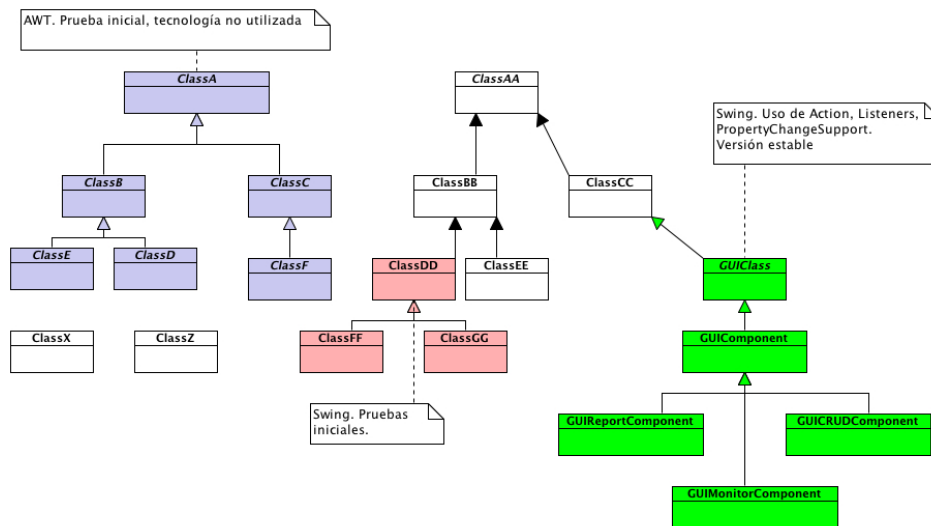 AWT. Prueba inicial, tecnología no utilizada
ClassA
ClassAA
Swing. Uso de Action, Listeners,
PropertyChangeSupport.
Versión estable
ClassB
ClassC
ClassBB
ClassCC
ClassE
ClassD
ClassF
ClassDD
ClassEE
GUIClass
ClassX
ClassZ
ClassFF
ClassGG
GUIComponent
Swing. Pruebas
iniciales.
GUIReportComponent
GUICRUDComponent
GUIMonitorComponent